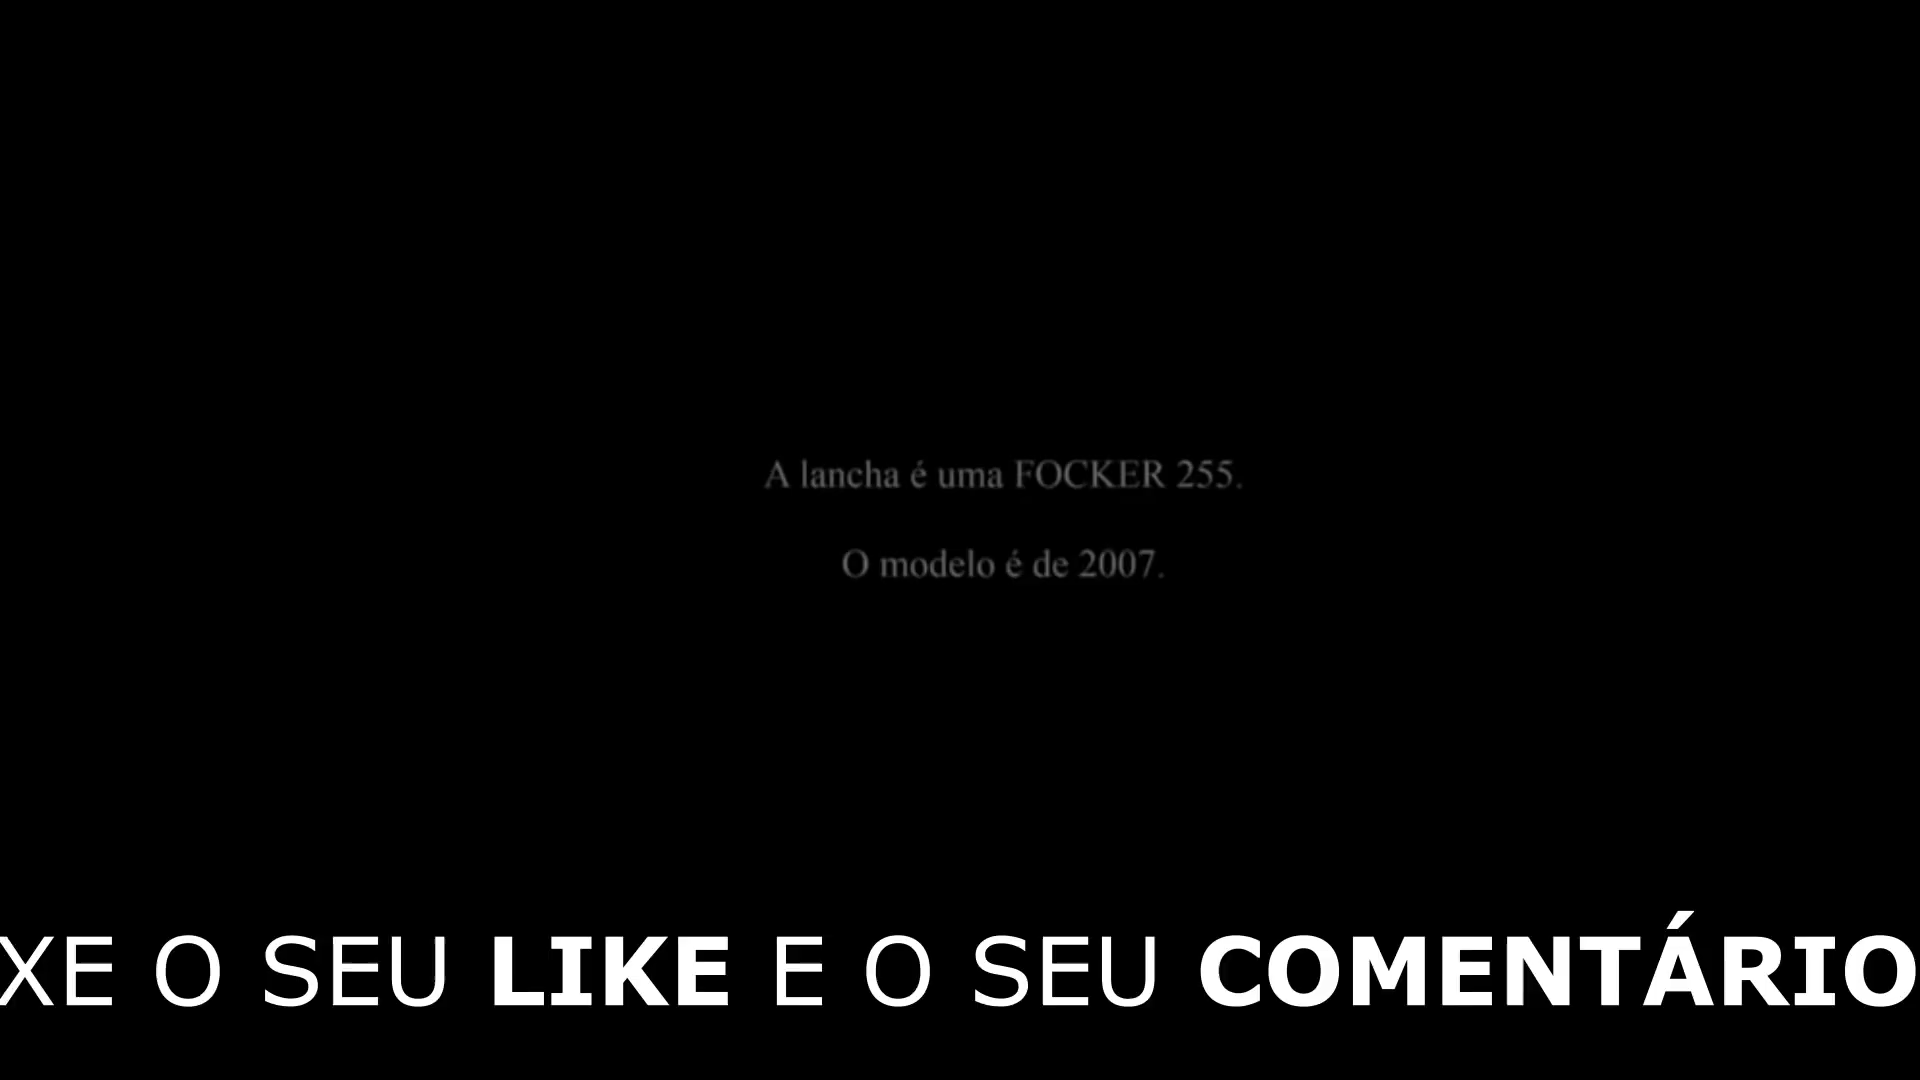 A lancha é uma FOCKER 255.
O modelo é de 2007.
XE O SEU LIKE E O SEU COMENTÁRIO